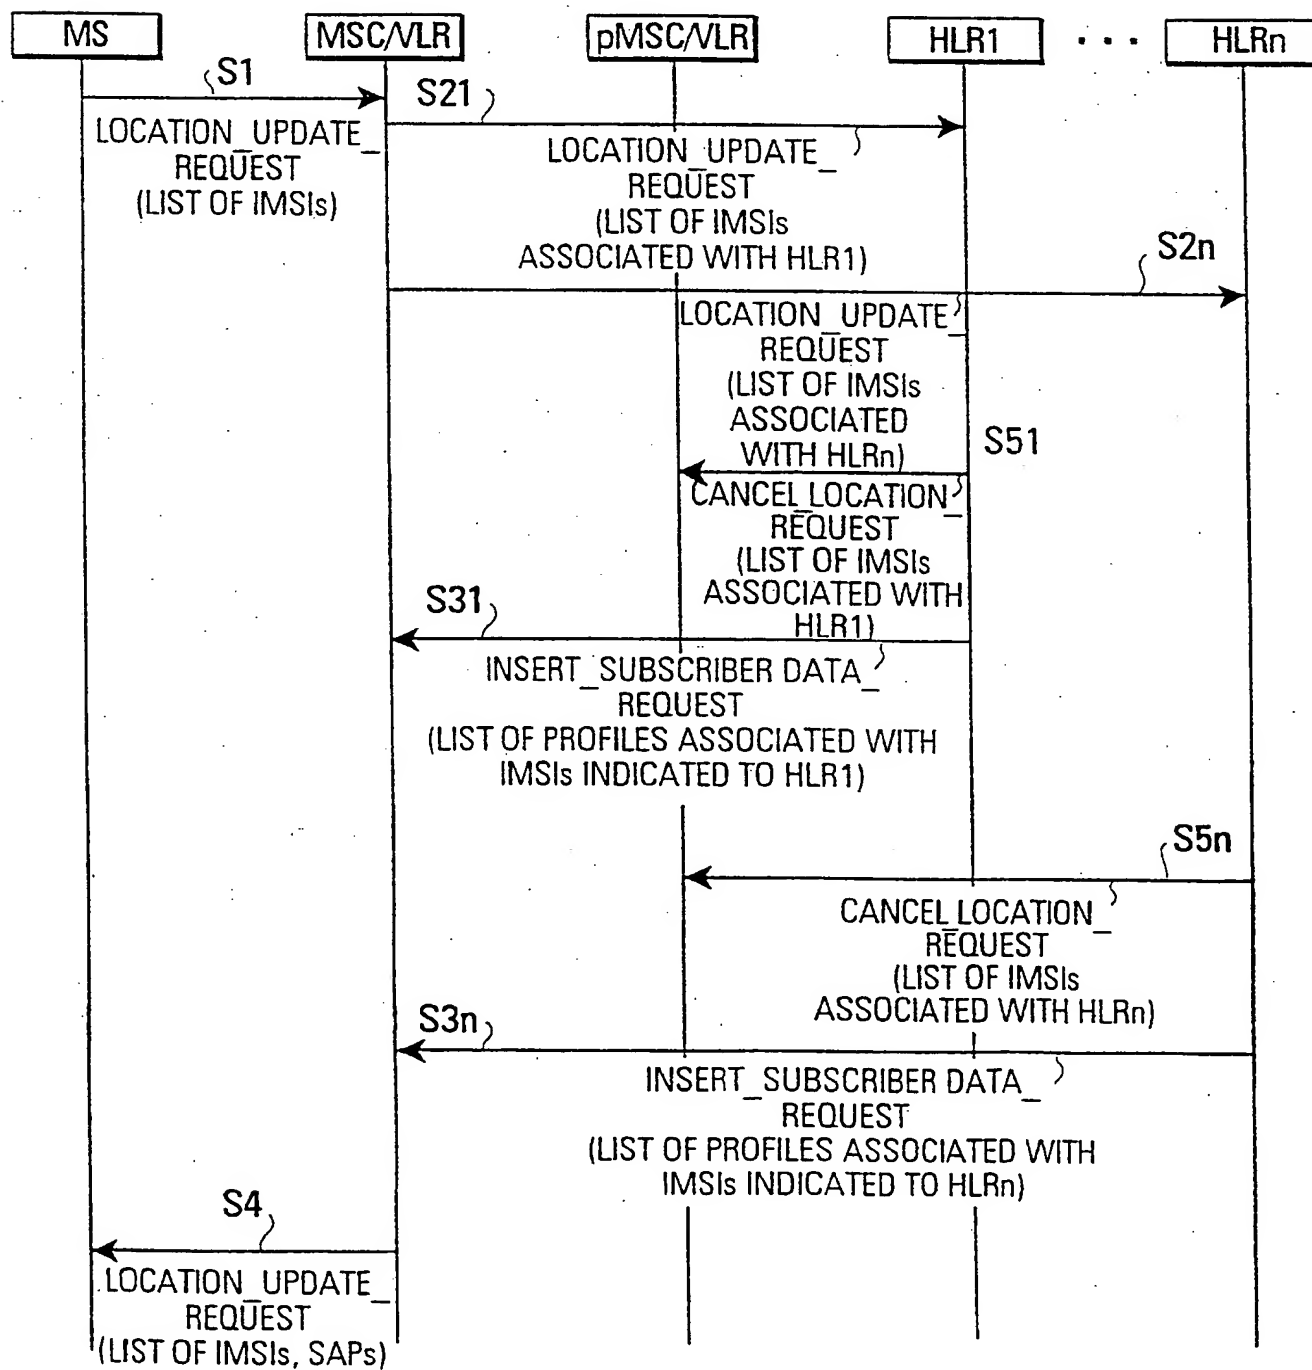 MS
MSC/VLR
pMSC/VLR
HLR1
. . .
HLRn
S1
LOCATION_UPDATE_
REQUEST
(LIST OF IMSIs)
S21
LOCATION_UPDATE_
REQUEST
(LIST OF IMSIs
ASSOCIATED WITH HLR1)
S2n
LOCATION_UPDATE_
REQUEST
(LIST OF IMSIs
ASSOCIATED
WITH HLRn)
S51
CANCEL_LOCATION_
REQUEST
(LIST OF IMSIs
ASSOCIATED WITH
HLR1)
S31
INSERT_SUBSCRIBER DATA_
REQUEST
(LIST OF PROFILES ASSOCIATED WITH
IMSIs INDICATED TO HLR1)
S5n
CANCEL_LOCATION_
REQUEST
(LIST OF IMSIs
ASSOCIATED WITH HLRn)
S3n
INSERT_SUBSCRIBER DATA_
REQUEST
(LIST OF PROFILES ASSOCIATED WITH
IMSIs INDICATED TO HLRn)
S4
LOCATION_UPDATE_
REQUEST
(LIST OF IMSIs, SAPs)